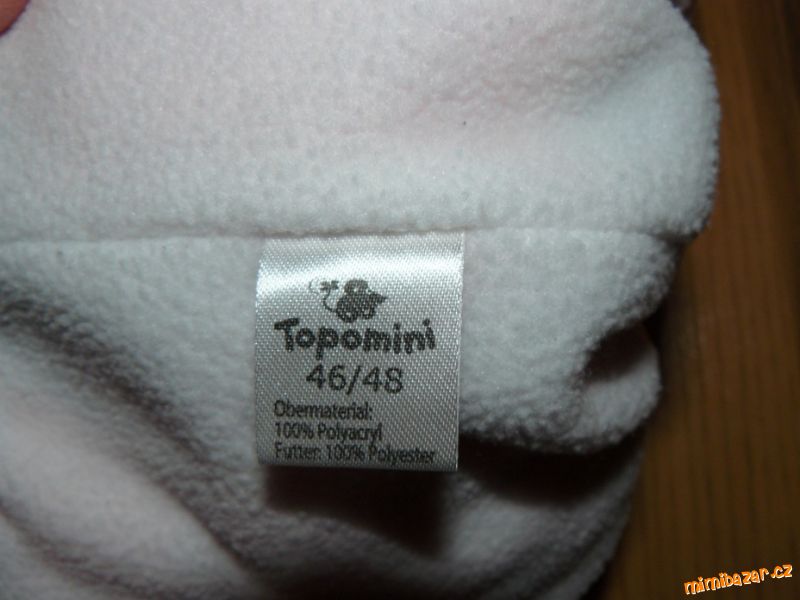 Topomini
46/48
Obermaterial:
100% Polyacryl
Futter: 100% Polyester
mimibazar.cz